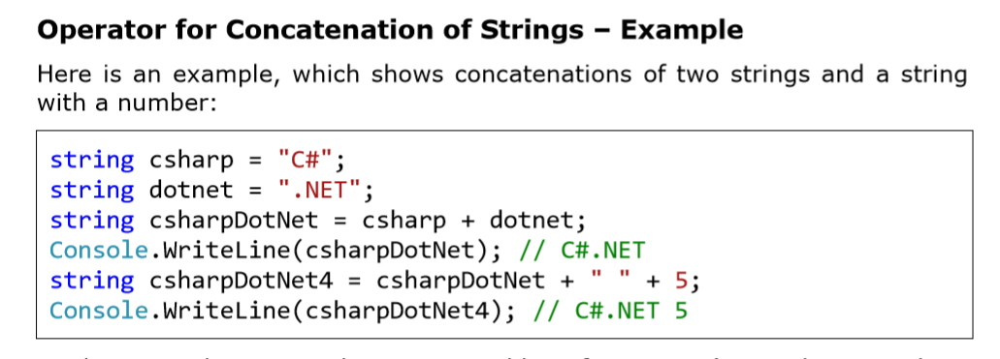 Operator for Concatenation of Strings – Example
Here is an example, which shows concatenations of two strings and a string
with a number:
string csharp = "C#";
string dotnet = ".NET";
string csharpDotNet = csharp + dotnet;
Console.WriteLine(csharpDotNet); // C#.NET
string csharpDotNet4 = csharpDotNet + " " + 5;
Console.WriteLine(csharpDotNet4); // C#.NET 5